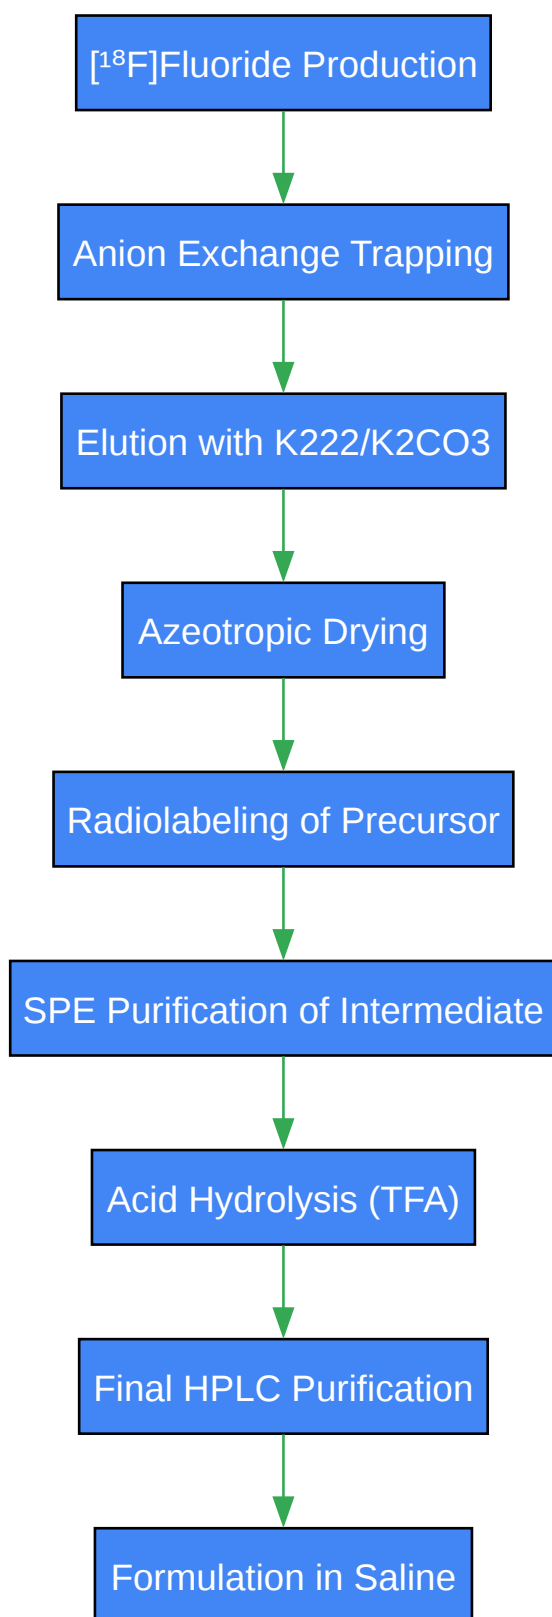 [¹⁸F]Fluoride Production
Anion Exchange Trapping
Elution with K222/K2CO3
Azeotropic Drying
Radiolabeling of Precursor
SPE Purification of Intermediate
Acid Hydrolysis (TFA)
Final HPLC Purification
Formulation in Saline